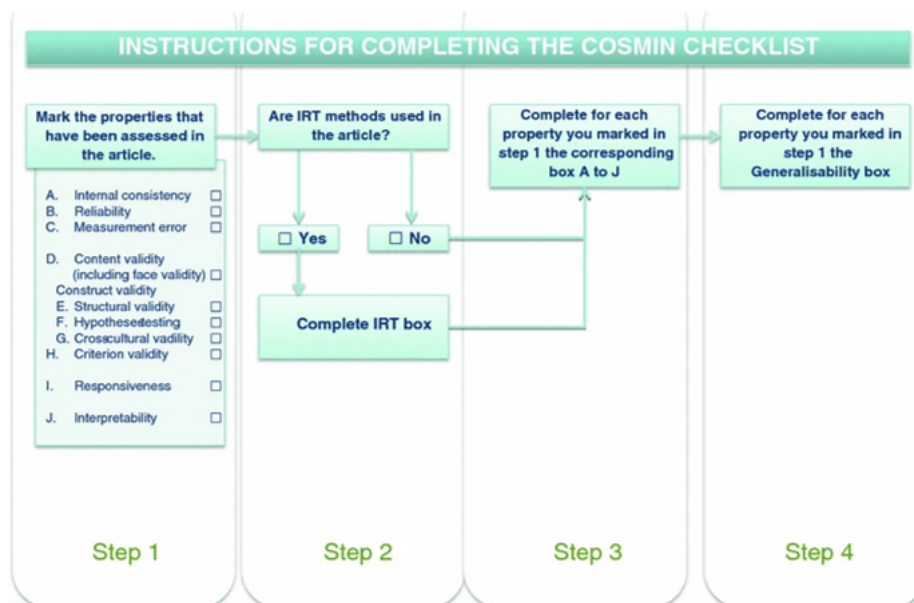 INSTRUCTIONS FOR COMPLETING THE COSMIN CHECKLIST
Mark the properties that
have been assessed in
the article.
A. Internal consistency ☐
B. Reliability ☐
C. Measurement error ☐
D. Content validity
(including face validity) ☐
Construct validity
E. Structural validity ☐
F. Hypothesestesting ☐
G. Crosscultural vadility ☐
H. Criterion validity ☐
I. Responsiveness ☐
J. Interpretability ☐
Step 1
Are IRT methods used in
the article?
☐ Yes
☐ No
Complete IRT box
Step 2
Complete for each
property you marked in
step 1 the corresponding
box A to J
Step 3
Complete for each
property you marked in
step 1 the
Generalisability box
Step 4